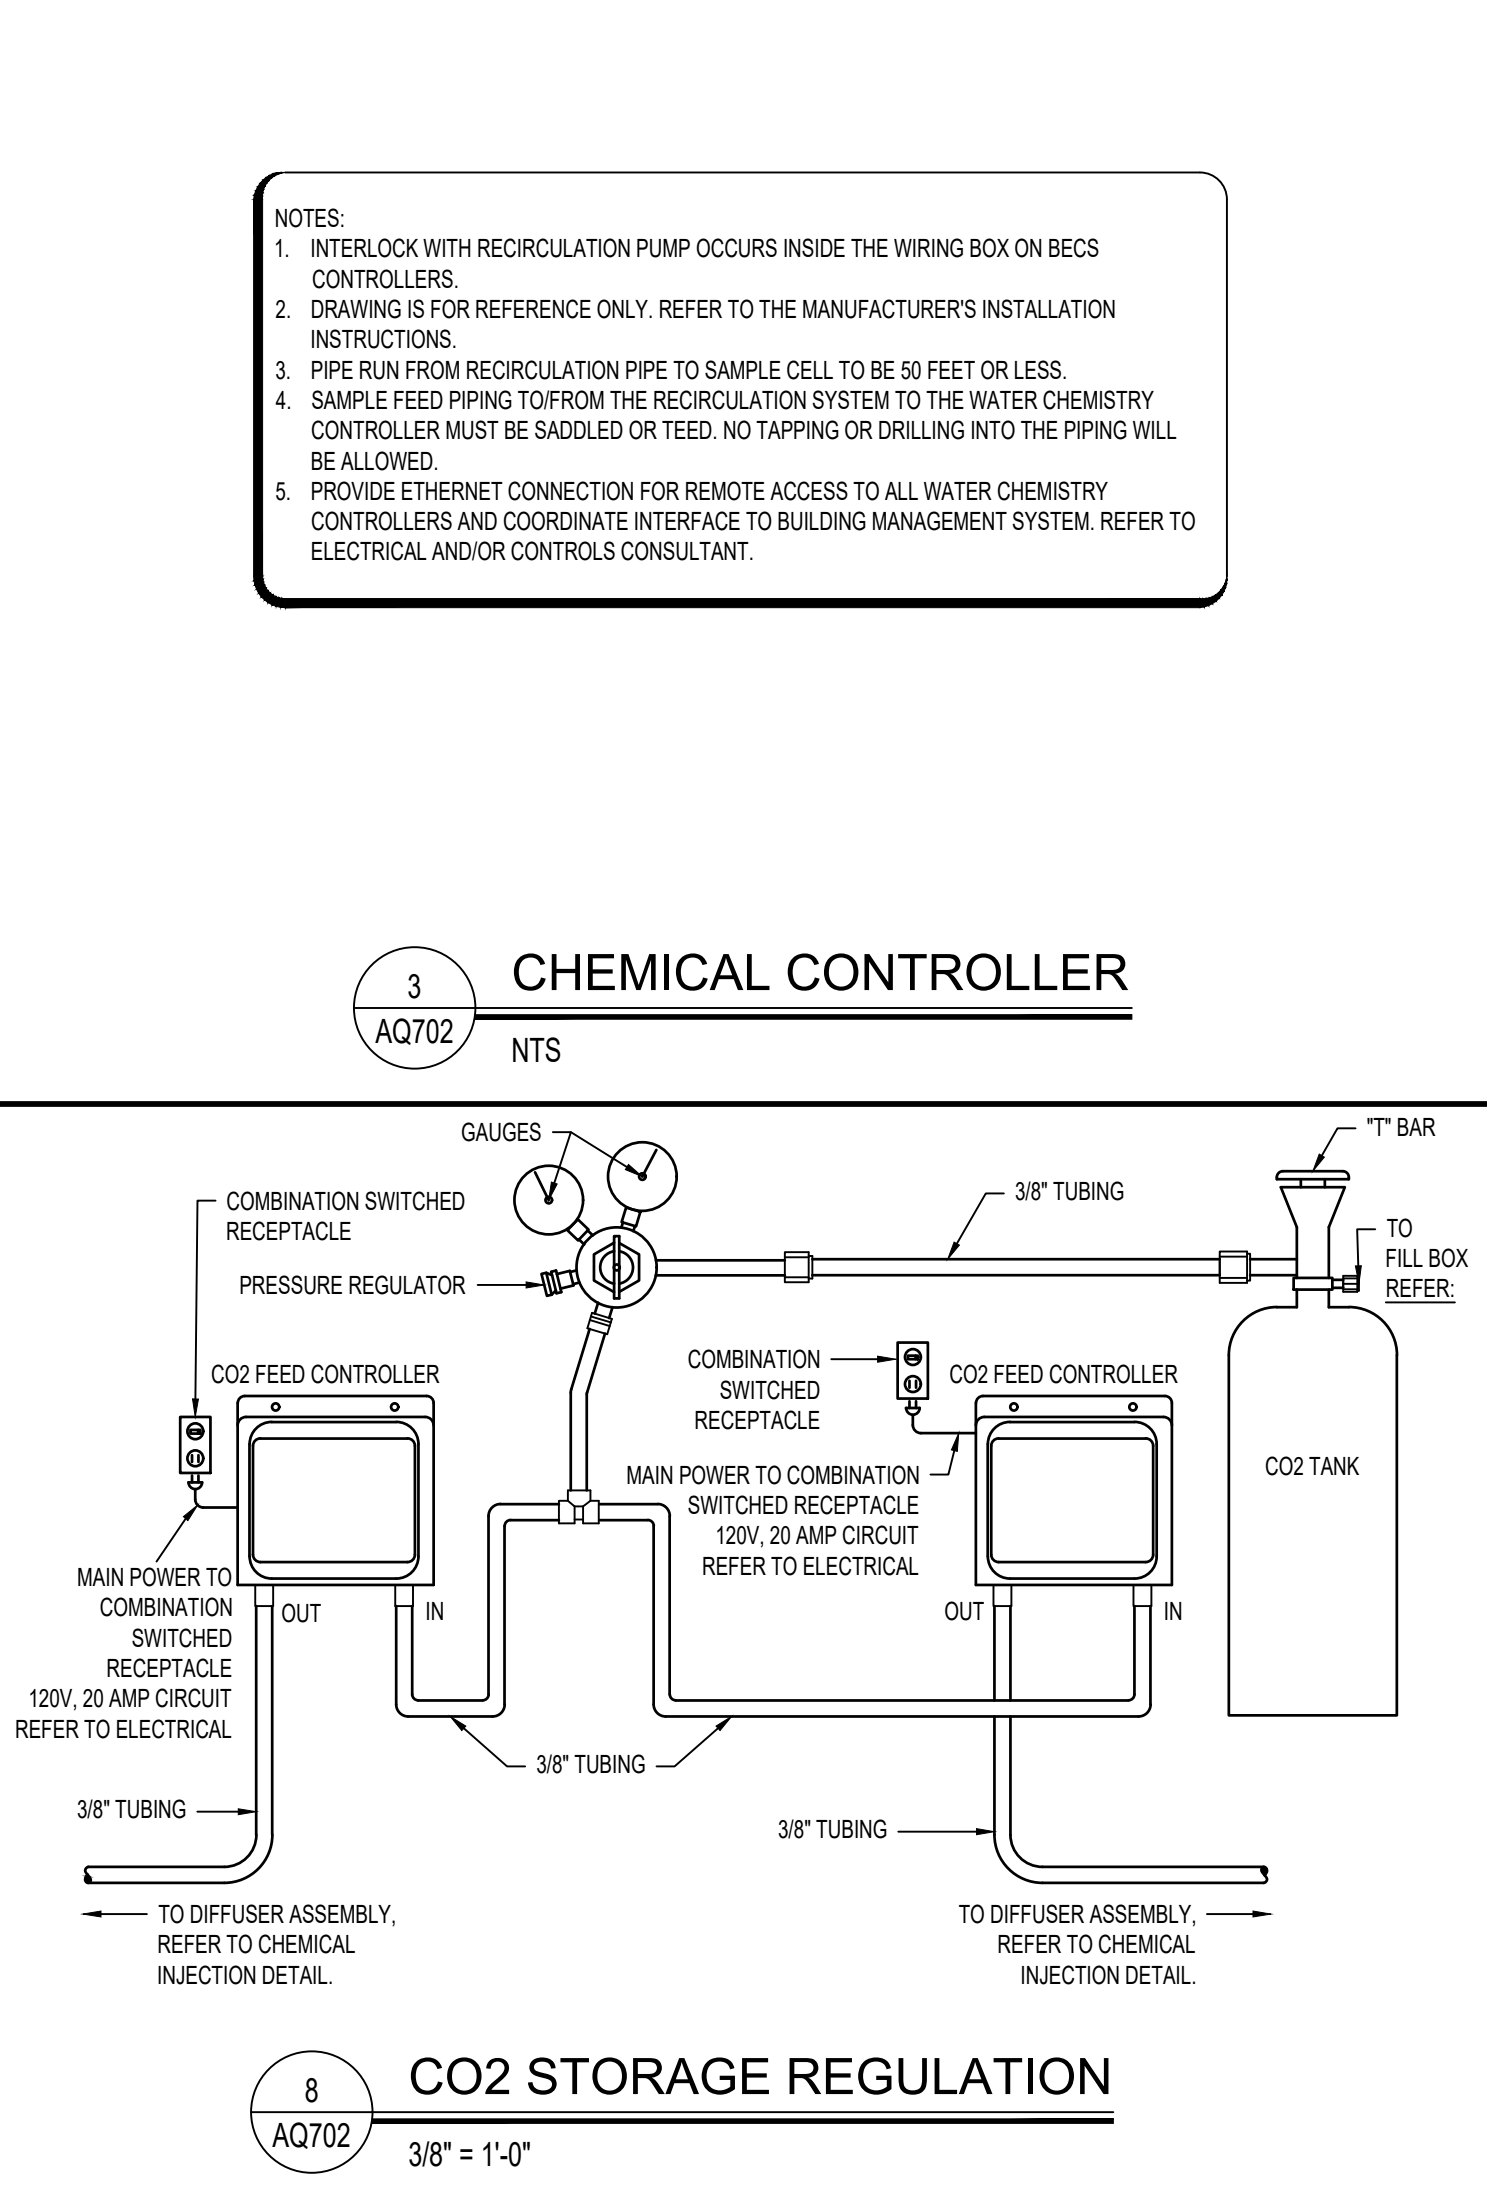 NOTES:
1. INTERLOCK WITH RECIRCULATION PUMP OCCURS INSIDE THE WIRING BOX ON BECS
CONTROLLERS.
2. DRAWING IS FOR REFERENCE ONLY. REFER TO THE MANUFACTURER'S INSTALLATION
INSTRUCTIONS.
3. PIPE RUN FROM RECIRCULATION PIPE TO SAMPLE CELL TO BE 50 FEET OR LESS.
4. SAMPLE FEED PIPING TO/FROM THE RECIRCULATION SYSTEM TO THE WATER CHEMISTRY
CONTROLLER MUST BE SADDLED OR TEED. NO TAPPING OR DRILLING INTO THE PIPING WILL
BE ALLOWED.
5. PROVIDE ETHERNET CONNECTION FOR REMOTE ACCESS TO ALL WATER CHEMISTRY
CONTROLLERS AND COORDINATE INTERFACE TO BUILDING MANAGEMENT SYSTEM. REFER TO
ELECTRICAL AND/OR CONTROLS CONSULTANT.
3
AQ702
CHEMICAL CONTROLLER
NTS
GAUGES
"T" BAR
COMBINATION SWITCHED
RECEPTACLE
3/8" TUBING
TO
FILL BOX
REFER:
PRESSURE REGULATOR
CO2 FEED CONTROLLER
COMBINATION
SWITCHED
RECEPTACLE
CO2 FEED CONTROLLER
MAIN POWER TO COMBINATION
SWITCHED RECEPTACLE
120V, 20 AMP CIRCUIT
REFER TO ELECTRICAL
CO2 TANK
MAIN POWER TO
COMBINATION
SWITCHED
RECEPTACLE
120V, 20 AMP CIRCUIT
REFER TO ELECTRICAL
OUT
IN
OUT
IN
3/8" TUBING
3/8" TUBING
3/8" TUBING
TO DIFFUSER ASSEMBLY,
REFER TO CHEMICAL
INJECTION DETAIL.
TO DIFFUSER ASSEMBLY,
REFER TO CHEMICAL
INJECTION DETAIL.
8
AQ702
CO2 STORAGE REGULATION
3/8" = 1'-0"